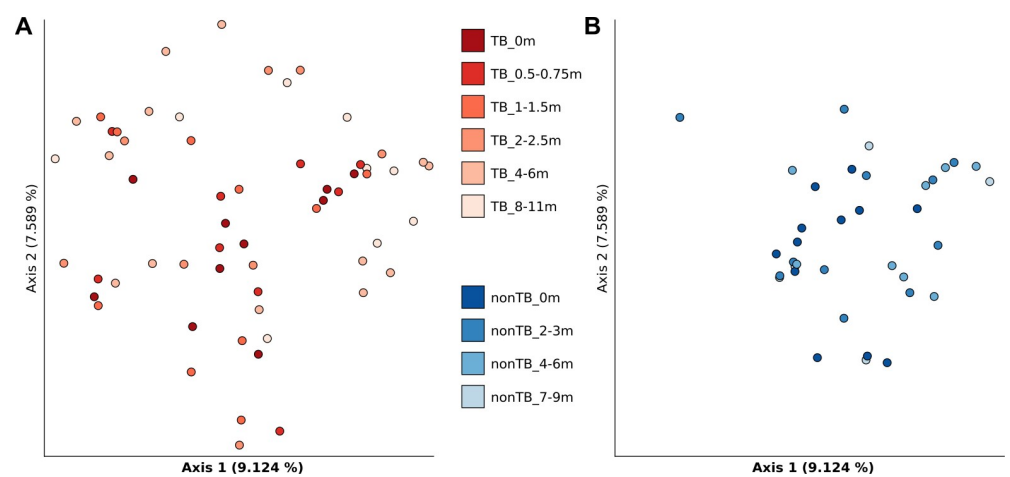 A
TB_0m
TB_0.5-0.75m
TB_1-1.5m
TB_2-2.5m
TB_4-6m
TB_8-11m
nonTB_0m
nonTB_2-3m
nonTB_4-6m
nonTB_7-9m
Axis 2 (7.589 %)
Axis 1 (9.124 %)
B
Axis 2 (7.589 %)
Axis 1 (9.124 %)